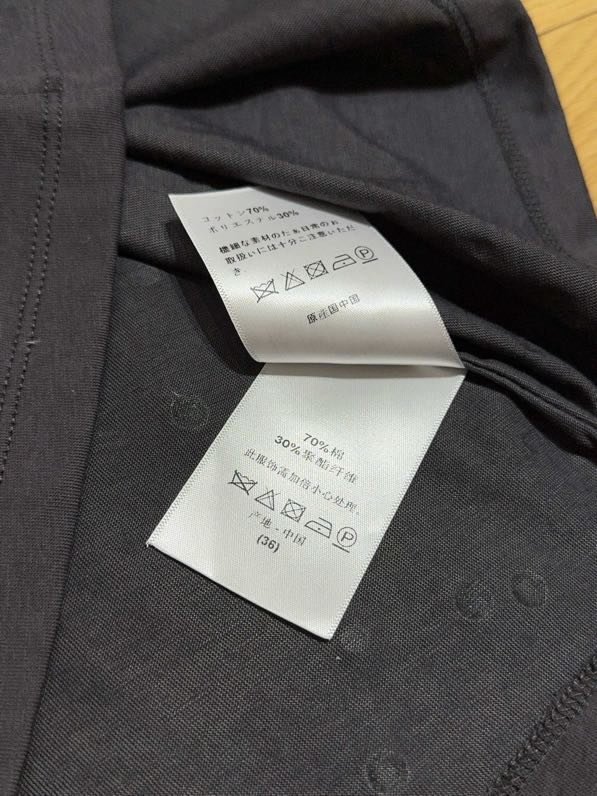 コットン70%
ポリエステル30%
繊細な素材のため日常のお
取扱いには十分ご注意いただ
き。
P
原産国中国
70%棉
30%聚酯纤维
此服饰需加倍小心处理。
P
产地 - 中国
(36)